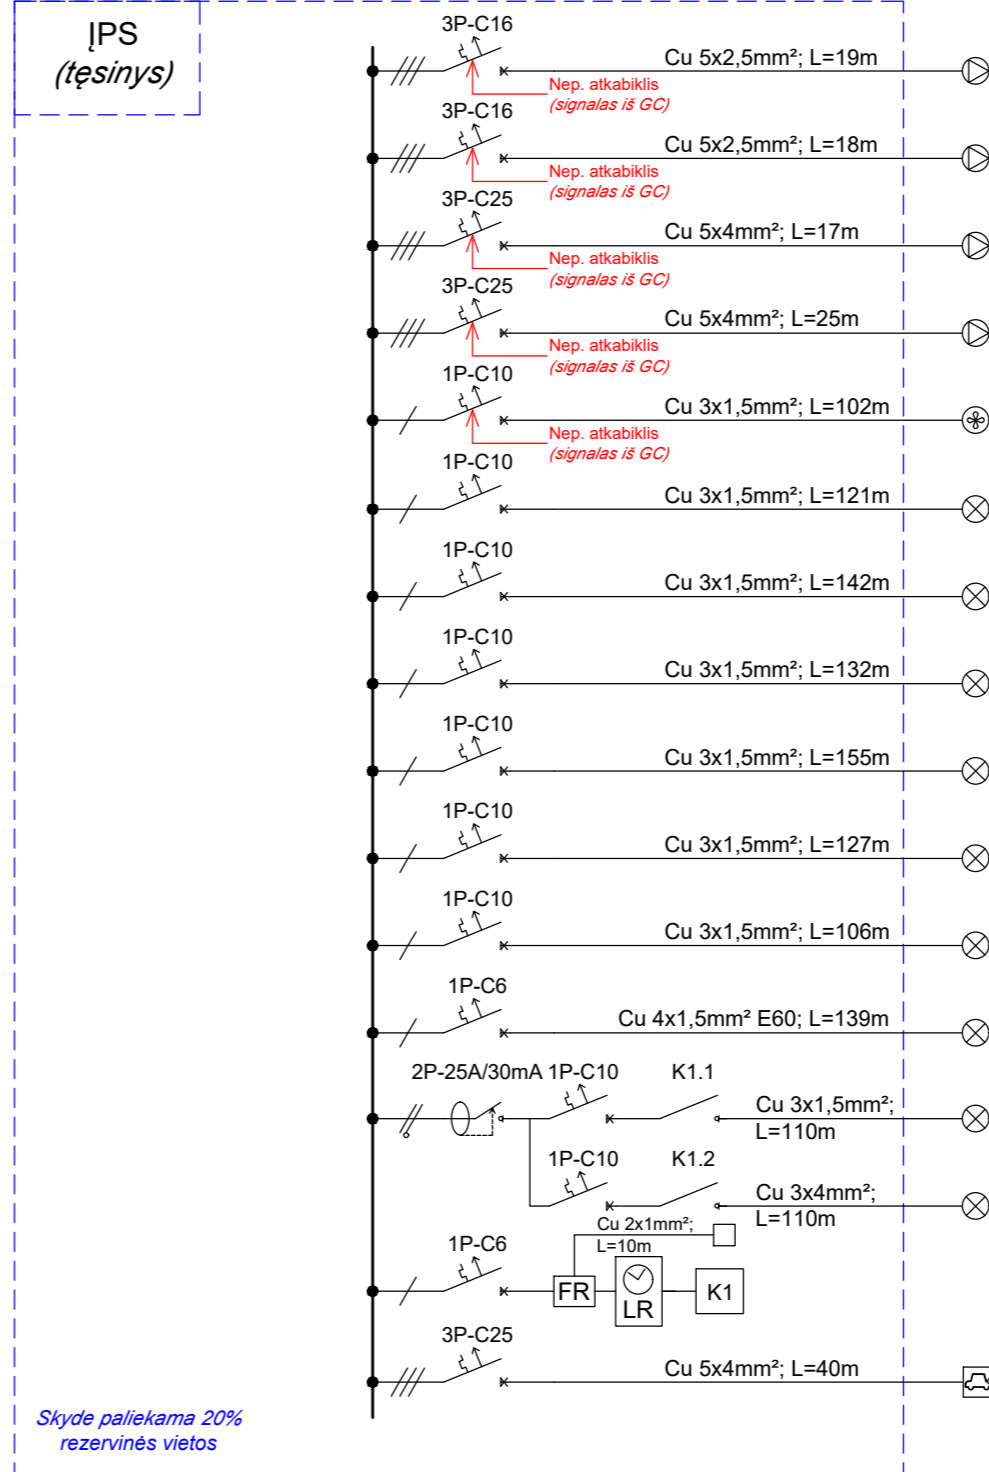 ĮPS
(tęsinys)
3P-C16
Cu 5x2,5mm²; L=19m
Nep. atkabiklis
(signalas iš GC)
3P-C16
Cu 5x2,5mm²; L=18m
Nep. atkabiklis
(signalas iš GC)
3P-C25
Cu 5x4mm²; L=17m
Nep. atkabiklis
(signalas iš GC)
3P-C25
Cu 5x4mm²; L=25m
Nep. atkabiklis
(signalas iš GC)
1P-C10
Cu 3x1,5mm²; L=102m
Nep. atkabiklis
(signalas iš GC)
1P-C10
Cu 3x1,5mm²; L=121m
1P-C10
Cu 3x1,5mm²; L=142m
1P-C10
Cu 3x1,5mm²; L=132m
1P-C10
Cu 3x1,5mm²; L=155m
1P-C10
Cu 3x1,5mm²; L=127m
1P-C10
Cu 3x1,5mm²; L=106m
1P-C6
Cu 4x1,5mm² E60; L=139m
2P-25A/30mA 1P-C10 K1.1
Cu 3x1,5mm²;
L=110m
1P-C10 K1.2
Cu 3x4mm²;
L=110m
Cu 2x1mm²;
L=10m
1P-C6
FR
LR
K1
3P-C25
Cu 5x4mm²; L=40m
Skyde paliekama 20%
rezervinės vietos